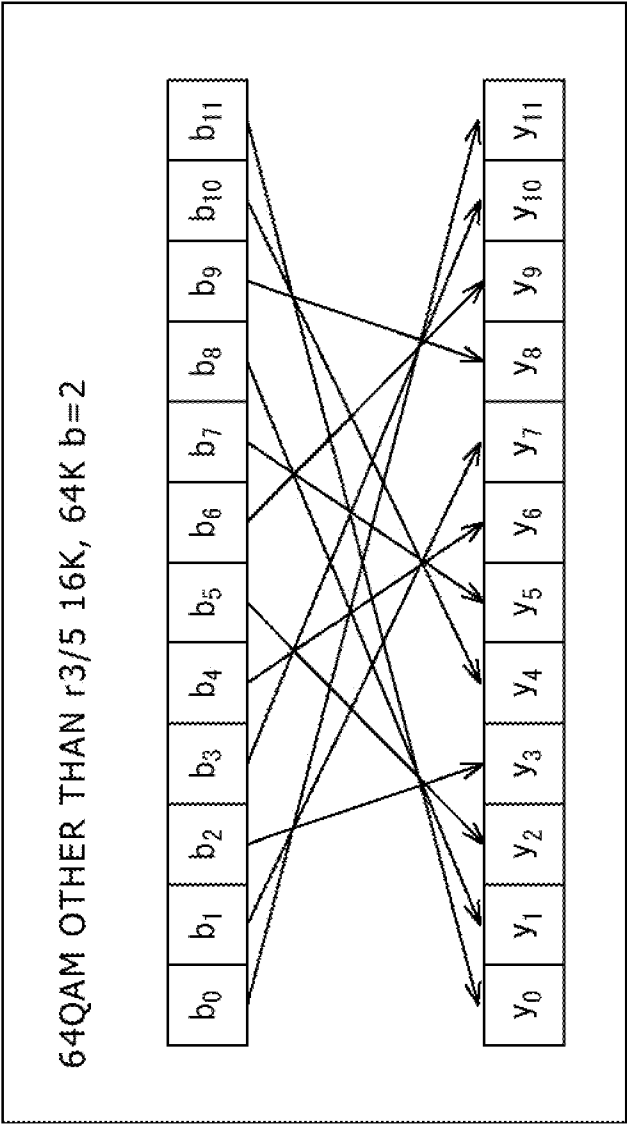 64QAM OTHER THAN r3/5 16K, 64K b=2
b0 b1 b2 b3 b4 b5 b6 b7 b8 b9 b10 b11
y0 y1 y2 y3 y4 y5 y6 y7 y8 y9 y10 y11